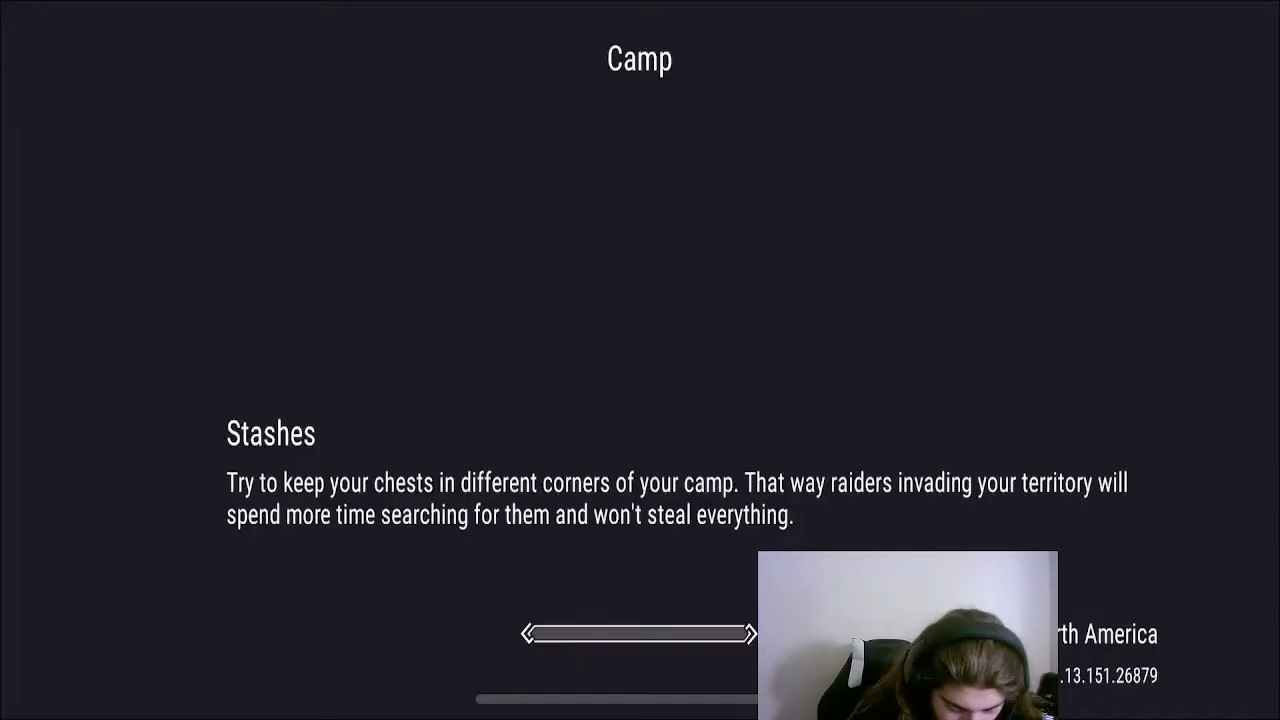 Camp
Stashes
Try to keep your chests in different corners of your camp. That way raiders invading your territory will
spend more time searching for them and won't steal everything.
America
.13.151.26879